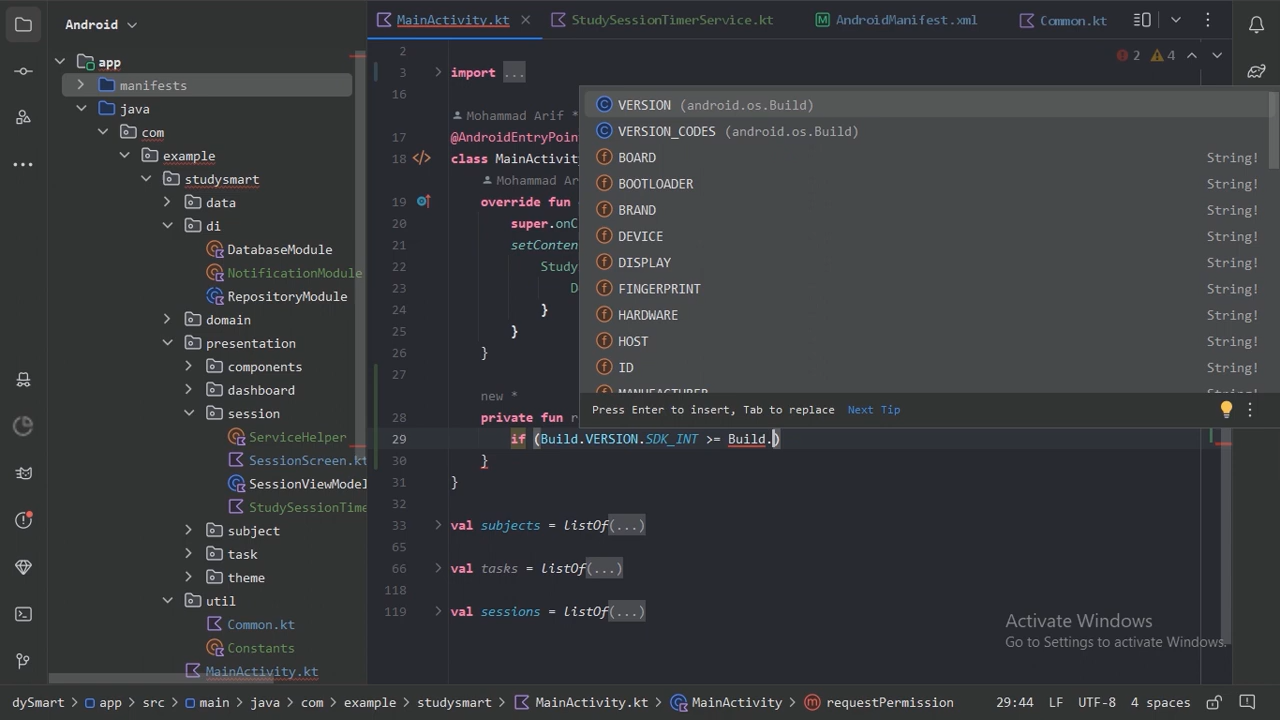 Android
MainActivity.kt
StudySessionTimerService.kt
AndroidManifest.xml
Common.kt
app
manifests
java
com
example
studysmart
data
di
DatabaseModule
NotificationModule
RepositoryModule
domain
presentation
components
dashboard
session
ServiceHelper
SessionScreen.kt
SessionViewModel
StudySessionTime
subject
task
theme
util
Common.kt
Constants
MainActivity.kt
2 4
2
3 import ...
16
Mohammad Arif *
17 @AndroidEntryPoin
18 class MainActivity
Mohammad Ar
19 override fun
20 super.onC
21 setConten
22 Study
23 D
24 }
25 }
26 }
27
new *
28 private fun r
29 if (Build.VERSION.SDK_INT >= Build.)
30 }
31 }
32
33 val subjects = listOf(...)
65
66 val tasks = listOf(...)
118
119 val sessions = listOf(...)
VERSION (android.os.Build)
VERSION_CODES (android.os.Build)
BOARD String!
BOOTLOADER String!
BRAND String!
DEVICE String!
DISPLAY String!
FINGERPRINT String!
HARDWARE String!
HOST String!
ID String!
MANUFACTURER String!
Press Enter to insert, Tab to replace Next Tip
Activate Windows
Go to Settings to activate Windows.
dySmart > app > src > main > java > com > example > studysmart > MainActivity.kt > MainActivity > requestPermission
29:44 LF UTF-8 4 spaces